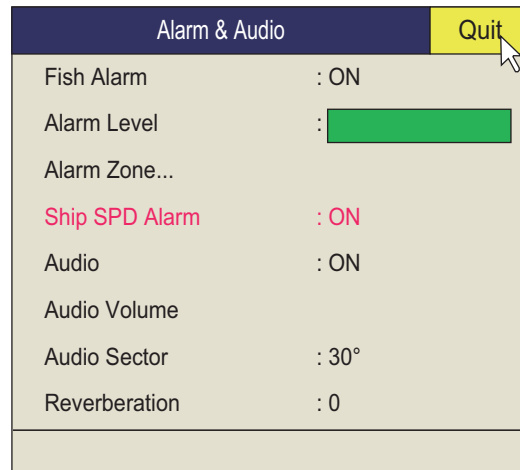 Alarm & Audio Quit
Fish Alarm : ON
Alarm Level :
Alarm Zone...
Ship SPD Alarm : ON
Audio : ON
Audio Volume
Audio Sector : 30°
Reverberation : 0